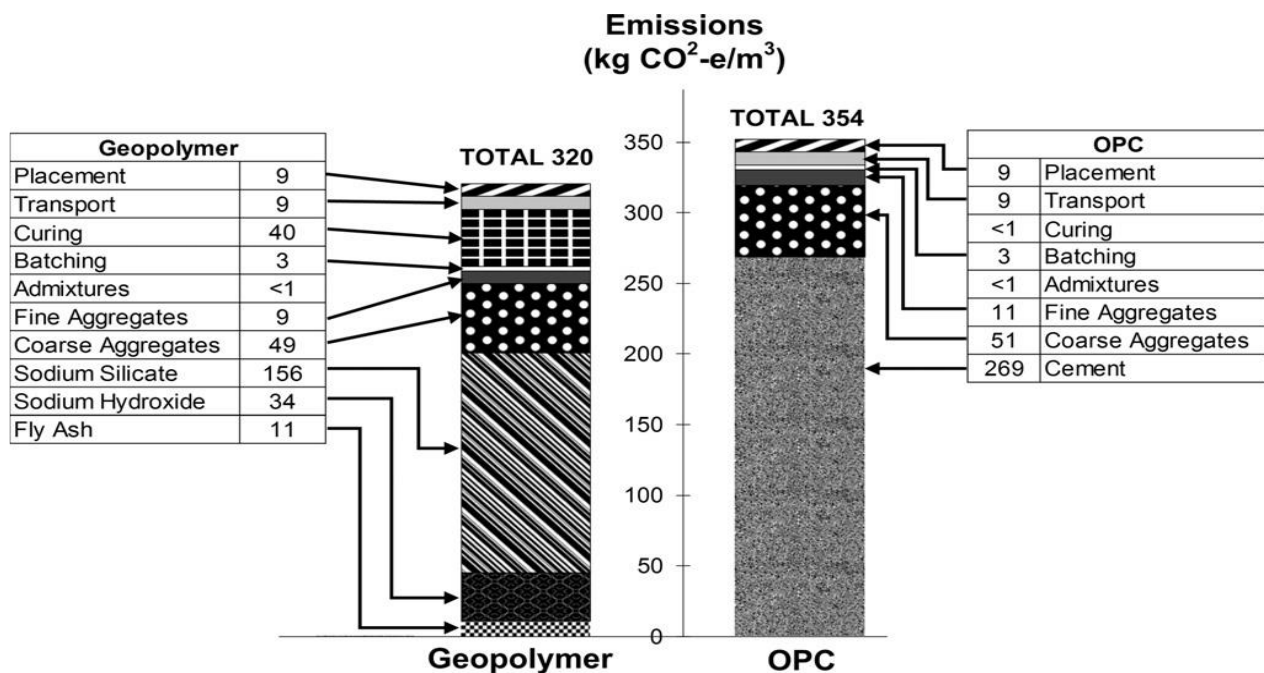 Emissions
(kg CO²-e/m³)
TOTAL 354
TOTAL 320
Geopolymer
Placement 9
Transport 9
Curing 40
Batching 3
Admixtures <1
Fine Aggregates 9
Coarse Aggregates 49
Sodium Silicate 156
Sodium Hydroxide 34
Fly Ash 11
350
300
250
200
150
100
50
0
OPC
9 Placement
9 Transport
<1 Curing
3 Batching
<1 Admixtures
11 Fine Aggregates
51 Coarse Aggregates
269 Cement
Geopolymer
OPC